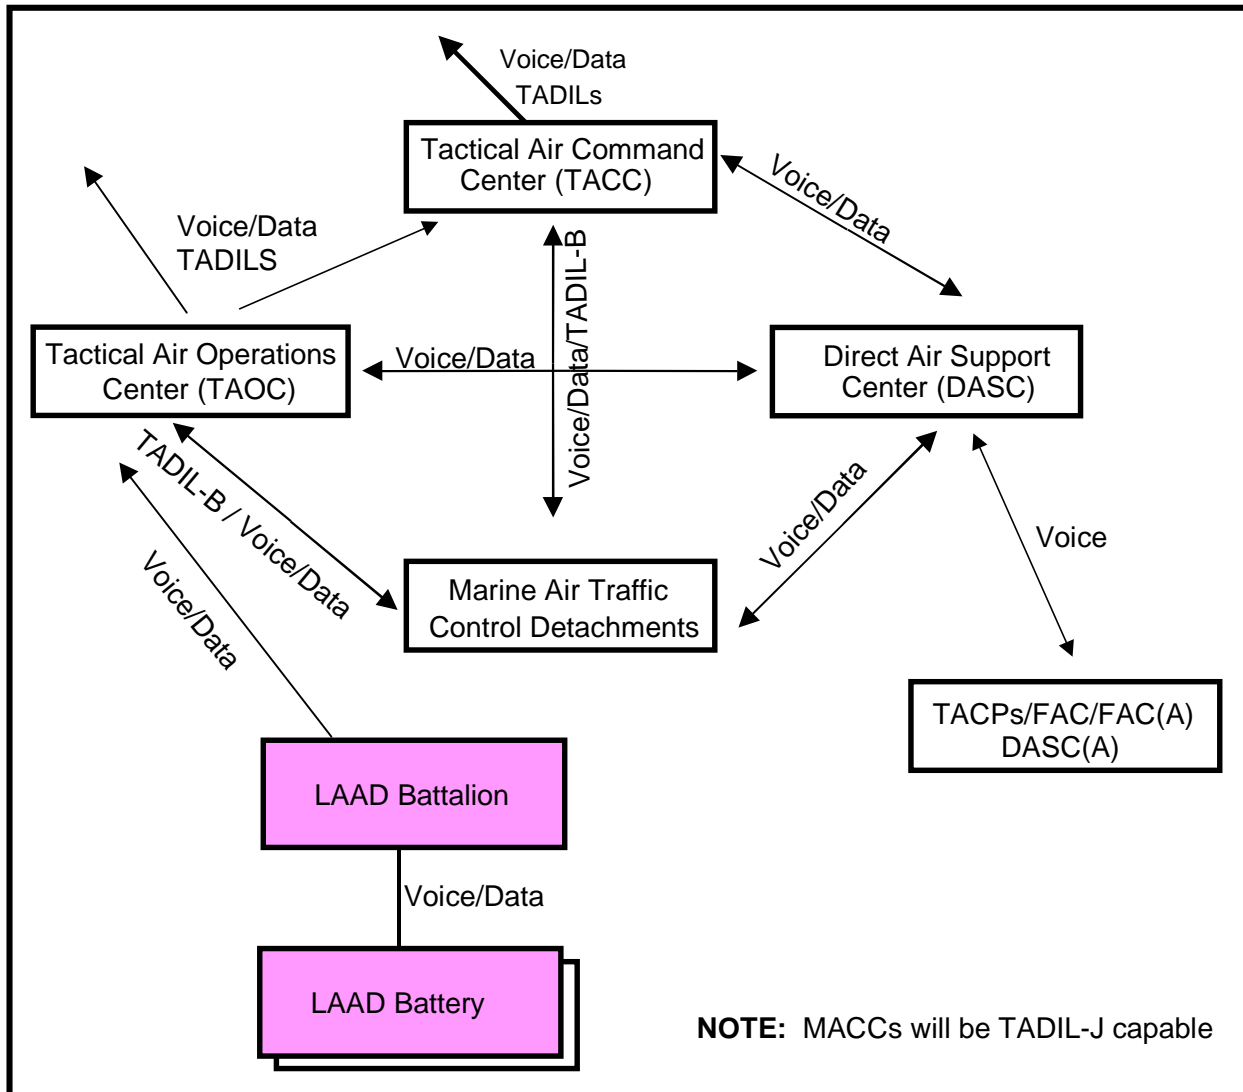 Voice/Data
TADILs
Tactical Air Command
Center (TACC)
Voice/Data
Voice/Data
TADILS
Voice/Data/TADIL-B
Tactical Air Operations
Center (TAOC)
Voice/Data
Direct Air Support
Center (DASC)
TADIL-B / Voice/Data
Voice/Data
Voice/Data
Voice
Marine Air Traffic
Control Detachments
TACPs/FAC/FAC(A)
DASC(A)
LAAD Battalion
Voice/Data
LAAD Battery
NOTE: MACCs will be TADIL-J capable